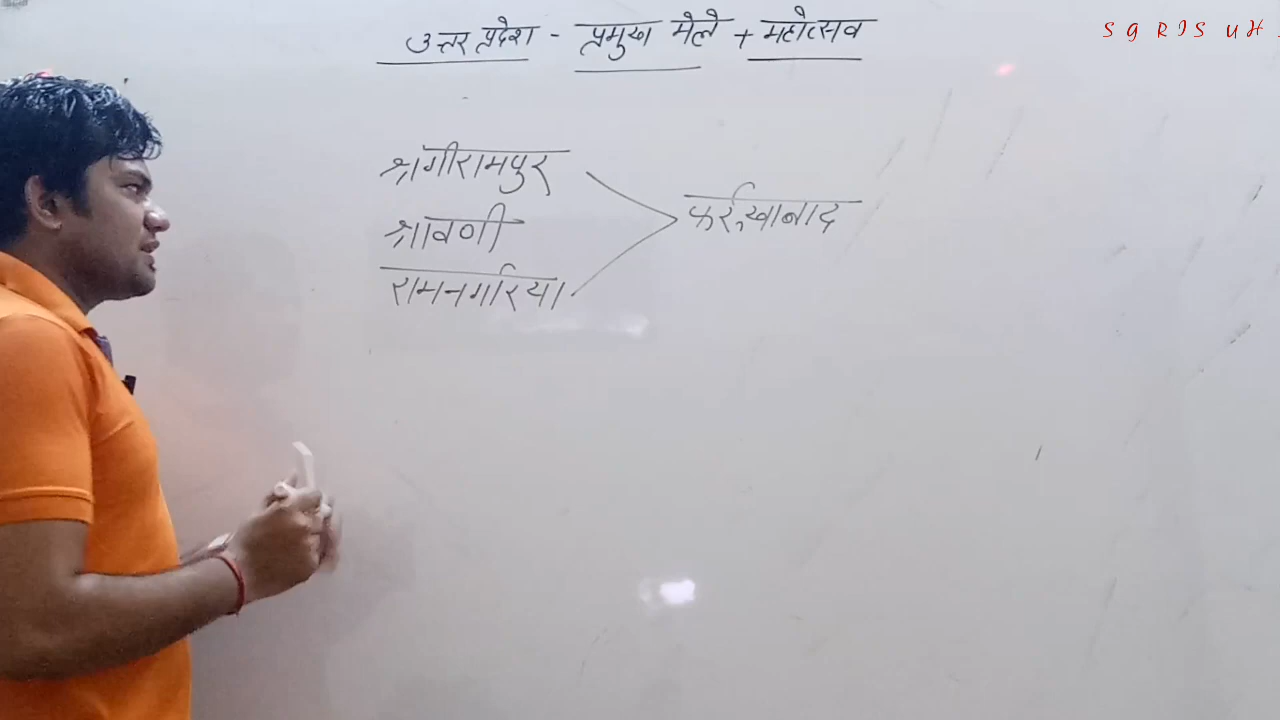 उत्तर प्रदेश - प्रमुख मेले + महोत्सव
S G R I S U H
श्रृंगीरामपुर
श्रावणी
रामनगरिया
फर्रुखाबाद